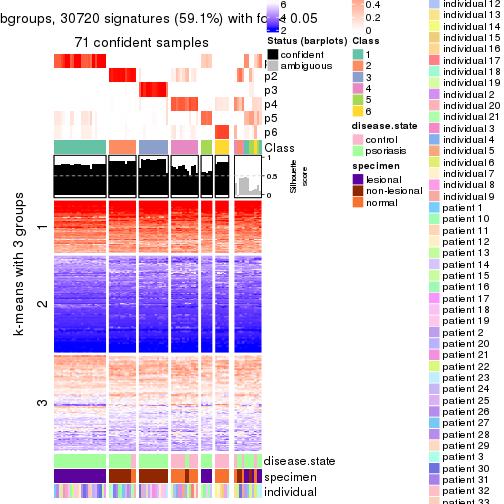 bgroups, 30720 signatures (59.1%) with fd < 0.05
71 confident samples
p2
p3
p4
p5
p6
Class
1
0.5
0
Silhouette
score
k-means with 3 groups
1
2
3
disease.state
specimen
individual
6
4
2
Status (barplots)
confident
ambiguous
0.4
0.2
0
Class
1
2
3
4
5
6
disease.state
control
psoriasis
specimen
lesional
non-lesional
normal
individual 12
individual 13
individual 14
individual 15
individual 16
individual 17
individual 18
individual 19
individual 2
individual 20
individual 21
individual 3
individual 4
individual 5
individual 6
individual 7
individual 8
individual 9
patient 1
patient 10
patient 11
patient 12
patient 13
patient 14
patient 15
patient 16
patient 17
patient 18
patient 19
patient 2
patient 20
patient 21
patient 22
patient 23
patient 24
patient 25
patient 26
patient 27
patient 28
patient 29
patient 3
patient 30
patient 31
patient 32
patient 33